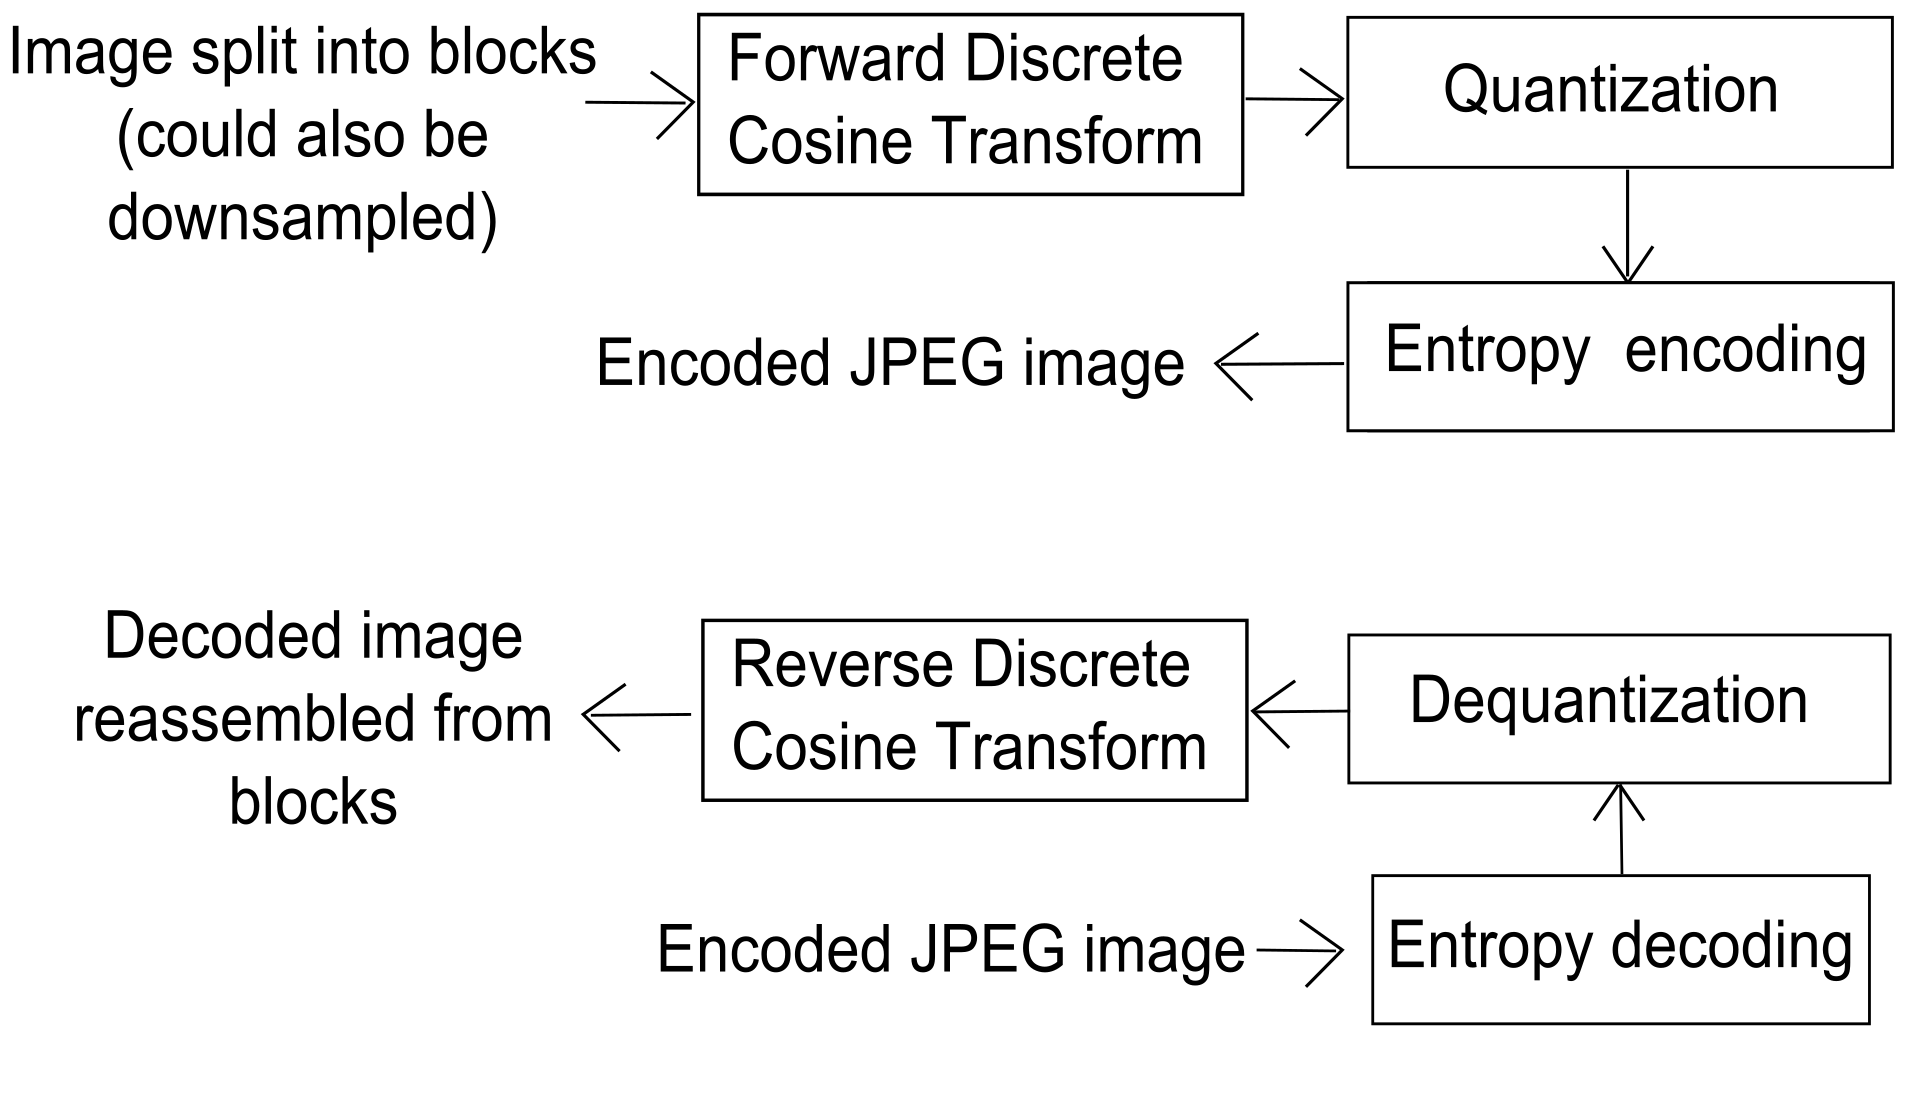 Image split into blocks
(could also be
downsampled)
Forward Discrete
Cosine Transform
Quantization
Entropy encoding
Encoded JPEG image
Decoded image
reassembled from
blocks
Reverse Discrete
Cosine Transform
Dequantization
Encoded JPEG image
Entropy decoding